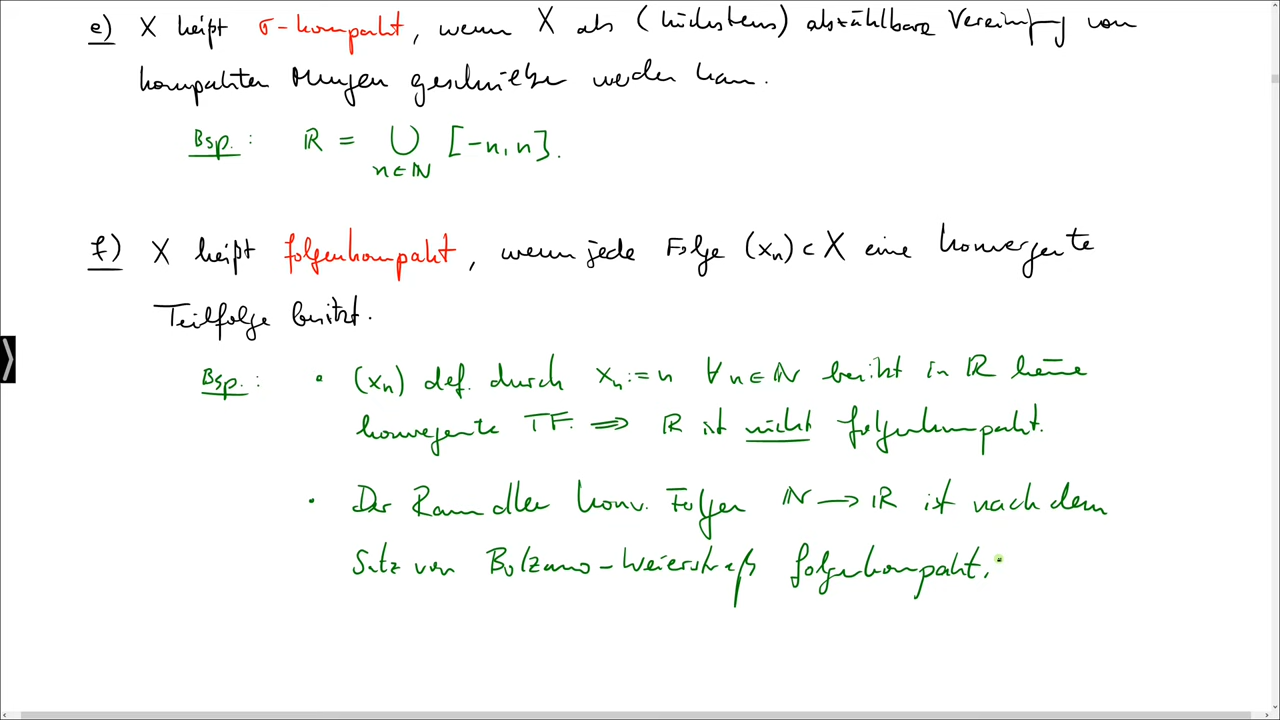 e) X heißt σ-kompakt, wenn X als (höchstens) abzählbare Vereinigung von
kompakten Mengen geschrieben werden kann.
Bsp.: ℝ = ⋃ [-n, n].
n∈ℕ
f) X heißt folgenkompakt, wenn jede Folge (xₙ) ⊂ X eine konvergente
Teilfolge besitzt.
Bsp.: • (xₙ) def. durch xₙ := n ∀ n ∈ ℕ besitzt in ℝ keine
konvegente TF. ⟹ ℝ ist nicht folgenkompakt.
• Der Raum aller konv. Folgen ℕ → ℝ ist nach dem
Satz von Bolzano-Weierstraß folgenkompakt.